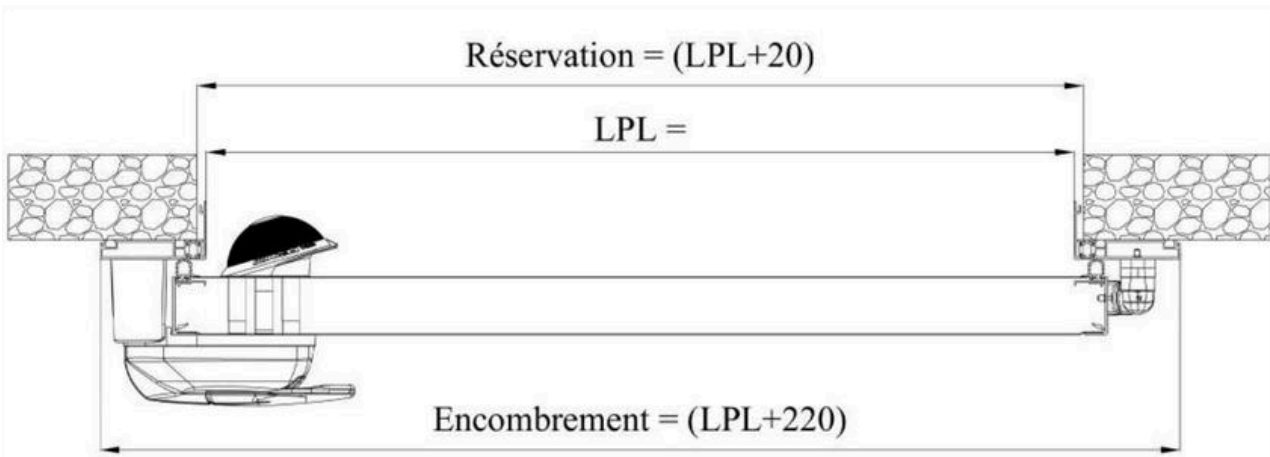 Réservation = (LPL+20)
LPL =
Encombrement = (LPL+220)